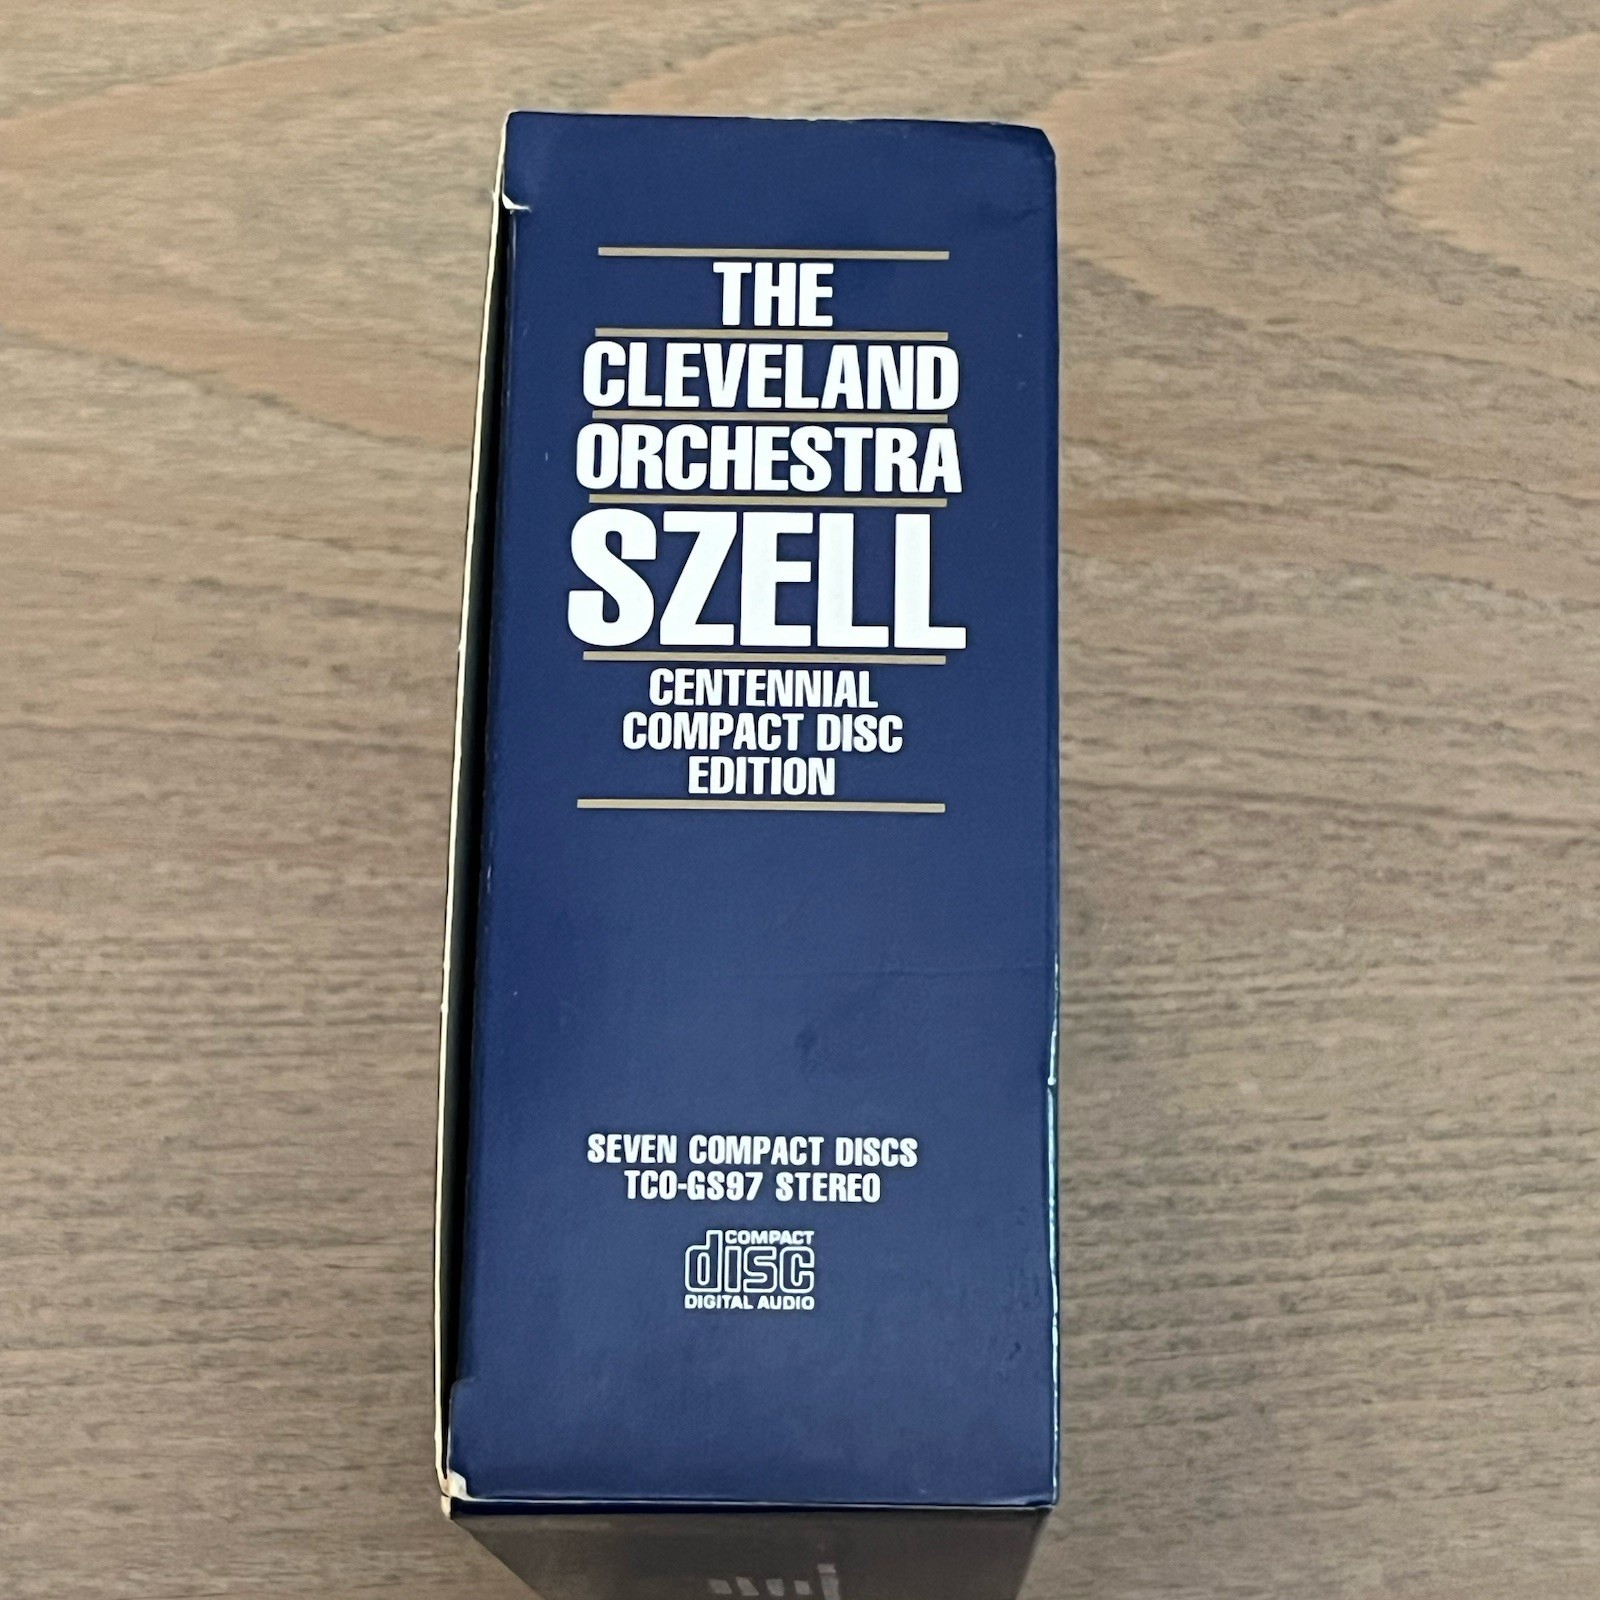 THE
CLEVELAND
ORCHESTRA
SZELL
CENTENNIAL
COMPACT DISC
EDITION
SEVEN COMPACT DISCS
TCO-GS97 STEREO
COMPACT
disc
DIGITAL AUDIO